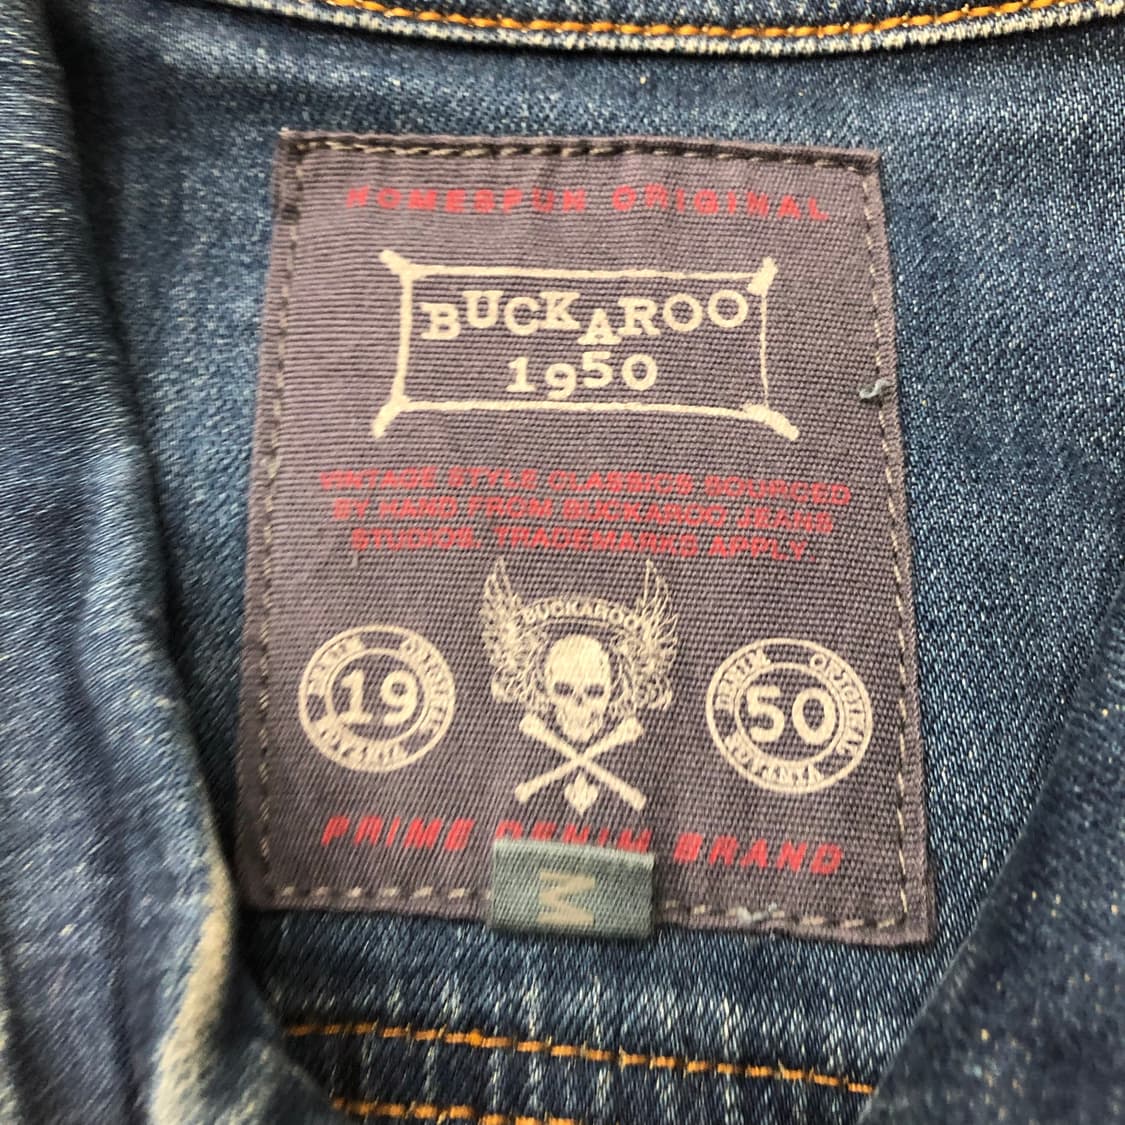 HOMESPUN ORIGINAL
BUCKAROO
1950
VINTAGE STYLE CLASSICS SOURCED
BY HAND FROM BUCKAROO JEANS
STUDIOS. TRADEMARKS APPLY.
BUCKAROO
19
50
PRIME DENIM BRAND
M